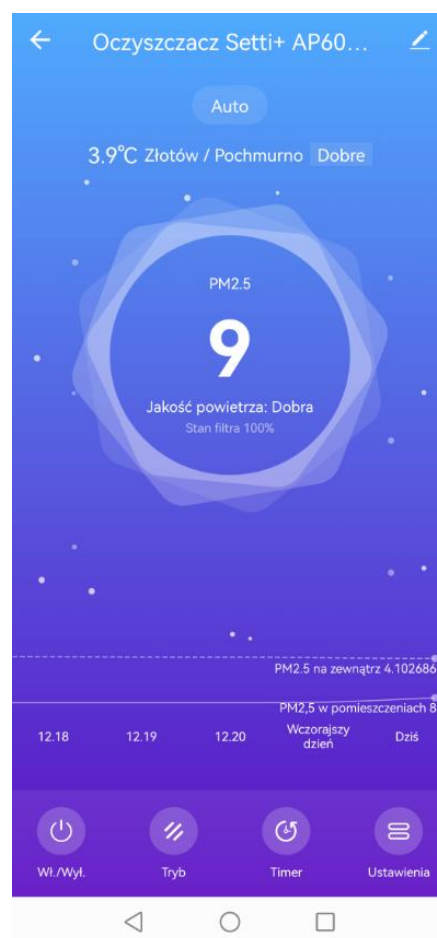 Oczyszczacz Setti+ AP60...
Auto
3.9°C Złotów / Pochmurno Dobre
PM2.5
9
Jakość powietrza: Dobra
Stan filtra 100%
PM2.5 na zewnątrz 4.102686
PM2,5 w pomieszczeniach 8
12.18 12.19 12.20 Wczorajszy dzień Dziś
Wł./Wył. Tryb Timer Ustawienia